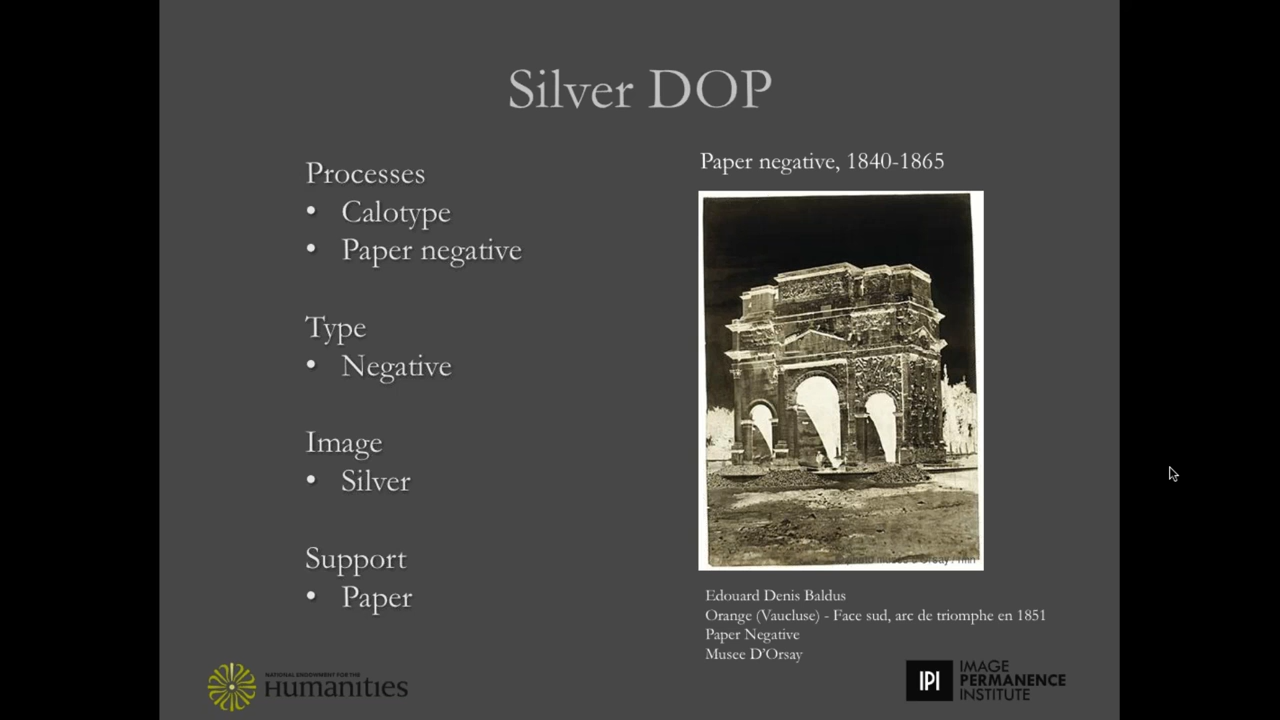 Silver DOP
Processes
• Calotype
• Paper negative
Type
• Negative
Image
• Silver
Support
• Paper
Paper negative, 1840-1865
Edouard Denis Baldus
Orange (Vaucluse) - Face sud, arc de triomphe en 1851
Paper Negative
Musee D'Orsay
NATIONAL ENDOWMENT FOR THE
Humanities
IPI
IMAGE
PERMANENCE
INSTITUTE